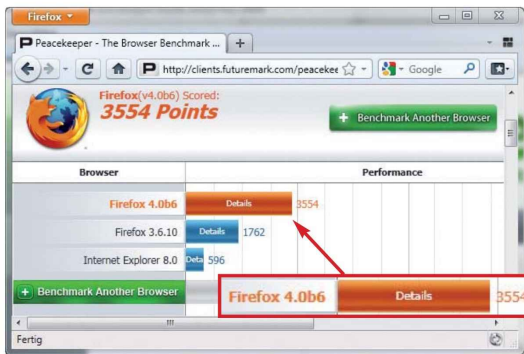 Firefox
Peacekeeper - The Browser Benchmark ...
http://clients.futuremark.com/peacekee
Google
Firefox(v4.0b6) Scored:
3554 Points
Benchmark Another Browser
Browser Performance
Firefox 4.0b6 Details 3554
Firefox 3.6.10 Details 1762
Internet Explorer 8.0 Deta 596
Benchmark Another Browser
Firefox 4.0b6 Details 3554
Fertig